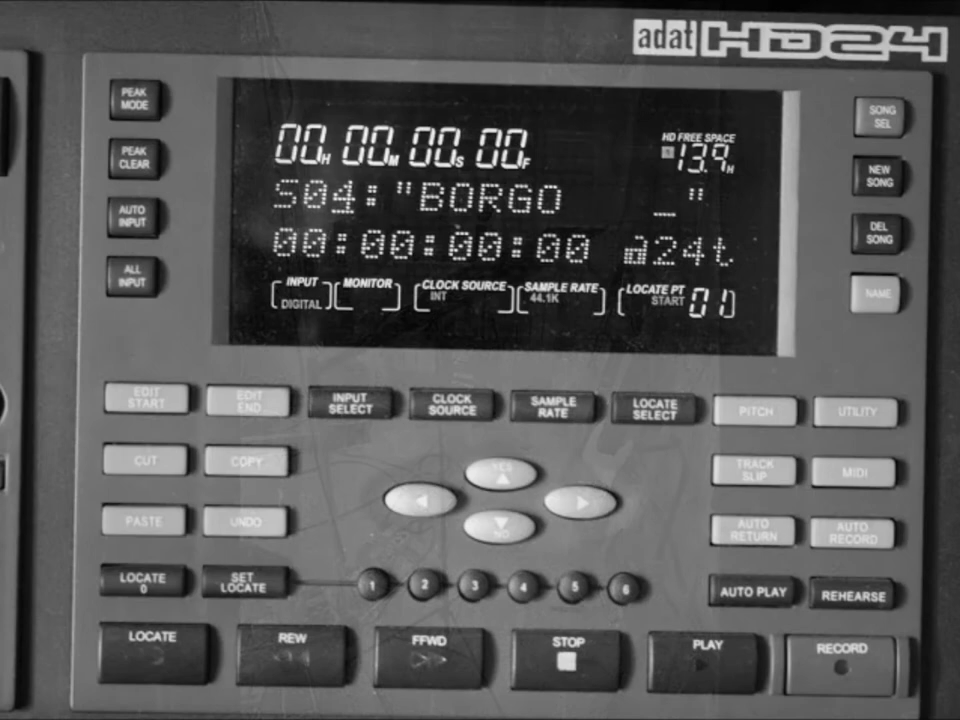 adat HD24
PEAK MODE
PEAK CLEAR
AUTO INPUT
ALL INPUT
00H 00M 00S 00F
HD FREE SPACE
13.9H
S04:"BORGO _"
00:00:00:00 a24t
INPUT MONITOR CLOCK SOURCE SAMPLE RATE LOCATE PT
DIGITAL INT 44.1K START 01
SONG SEL
NEW SONG
DEL SONG
NAME
EDIT START EDIT END INPUT SELECT CLOCK SOURCE SAMPLE RATE LOCATE SELECT PITCH UTILITY
CUT COPY YES TRACK SLIP MIDI
PASTE UNDO NO AUTO RETURN AUTO RECORD
LOCATE 0 SET LOCATE 1 2 3 4 5 6 AUTO PLAY REHEARSE
LOCATE REW FFWD STOP PLAY RECORD